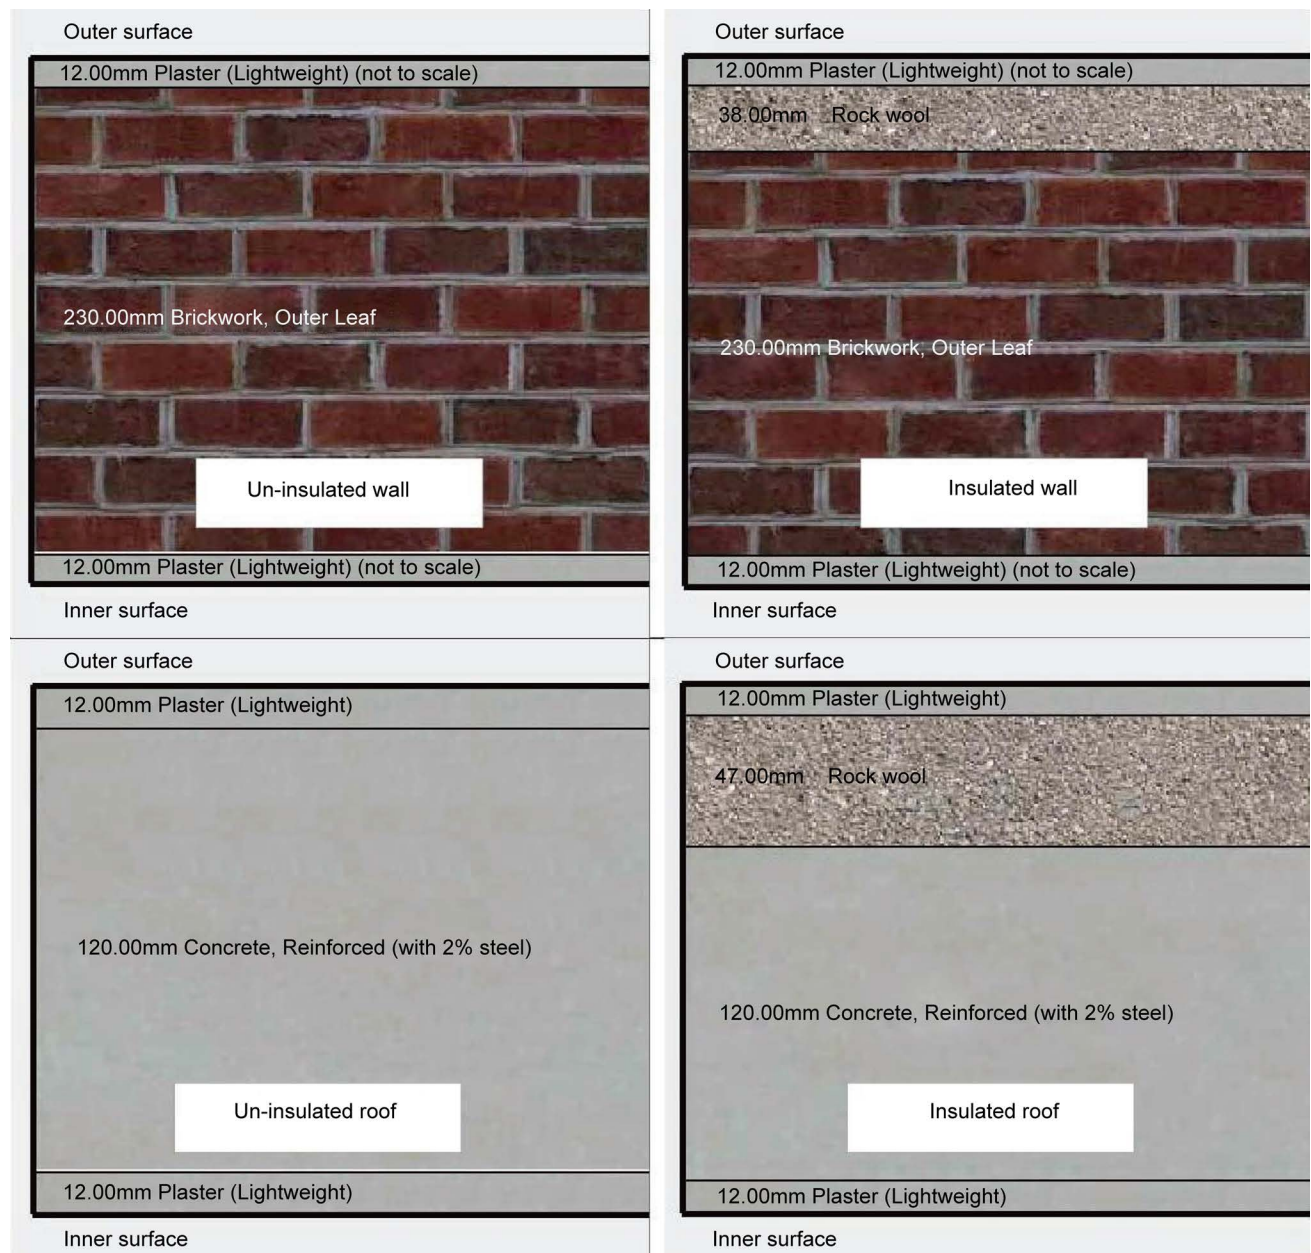 Outer surface
12.00mm Plaster (Lightweight) (not to scale)
230.00mm Brickwork, Outer Leaf
Un-insulated wall
12.00mm Plaster (Lightweight) (not to scale)
Inner surface
Outer surface
12.00mm Plaster (Lightweight) (not to scale)
38.00mm Rock wool
230.00mm Brickwork, Outer Leaf
Insulated wall
12.00mm Plaster (Lightweight) (not to scale)
Inner surface
Outer surface
12.00mm Plaster (Lightweight)
120.00mm Concrete, Reinforced (with 2% steel)
Un-insulated roof
12.00mm Plaster (Lightweight)
Inner surface
Outer surface
12.00mm Plaster (Lightweight)
47.00mm Rock wool
120.00mm Concrete, Reinforced (with 2% steel)
Insulated roof
12.00mm Plaster (Lightweight)
Inner surface